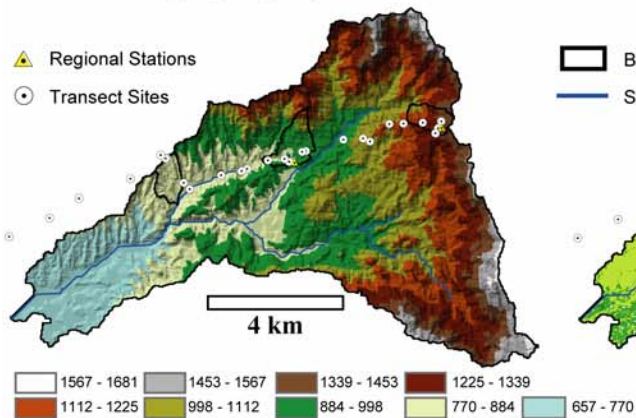 Regional Stations
Transect Sites
B
S
4 km
1567 - 1681 1453 - 1567 1339 - 1453 1225 - 1339
1112 - 1225 998 - 1112 884 - 998 770 - 884 657 - 770